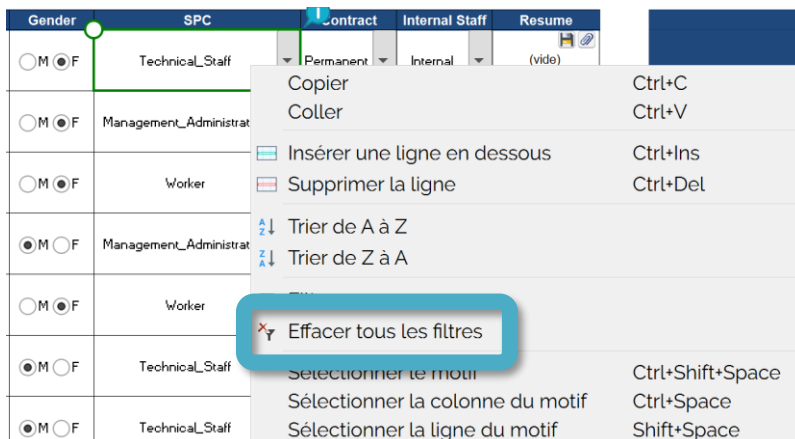 Gender SPC Contract Internal Staff Resume
M F Technical_Staff Permanent Internal (vide)
Copier Ctrl+C
M F Management_Administrat Coller Ctrl+V
Insérer une ligne en dessous Ctrl+Ins
M F Worker Supprimer la ligne Ctrl+Del
Trier de A à Z
M F Management_Administrat
Trier de Z à A
M F Worker
Effacer tous les filtres
M F Technical_Staff Sélectionner le motif Ctrl+Shift+Space
Sélectionner la colonne du motif Ctrl+Space
M F Technical_Staff Sélectionner la ligne du motif Shift+Space